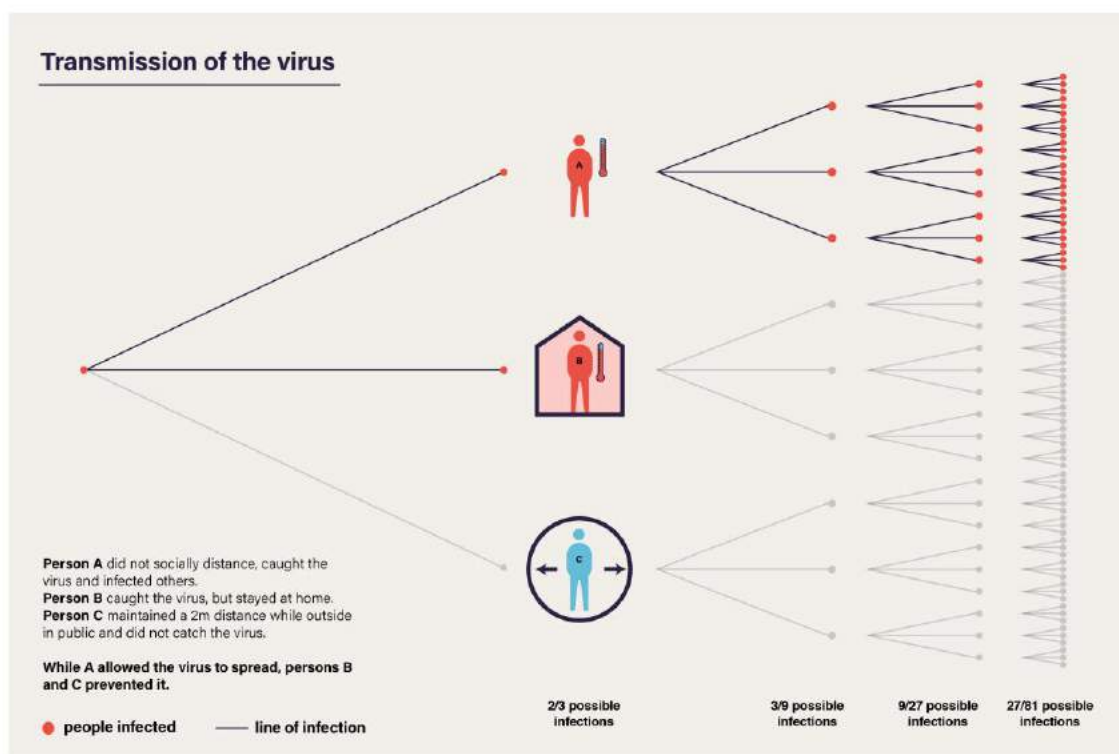 Transmission of the virus
A
B
C
Person A did not socially distance, caught the
virus and infected others.
Person B caught the virus, but stayed at home.
Person C maintained a 2m distance while outside
in public and did not catch the virus.
While A allowed the virus to spread, persons B
and C prevented it.
people infected
line of infection
2/3 possible
infections
3/9 possible
infections
9/27 possible
infections
27/81 possible
infections